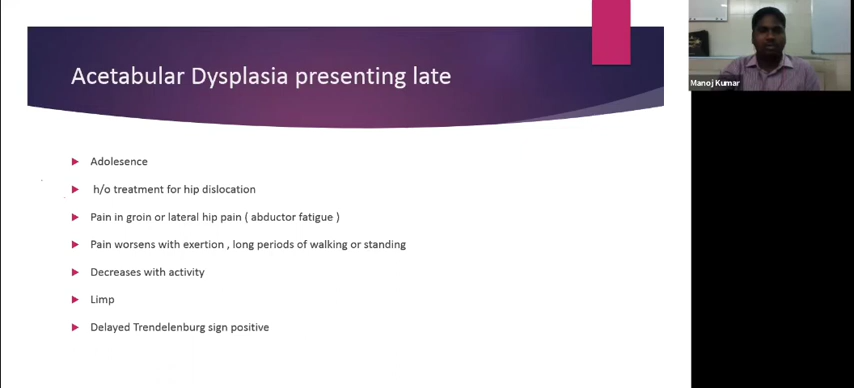 Acetabular Dysplasia presenting late
Manoj Kumar
Adolesence
h/o treatment for hip dislocation
Pain in groin or lateral hip pain ( abductor fatigue )
Pain worsens with exertion , long periods of walking or standing
Decreases with activity
Limp
Delayed Trendelenburg sign positive